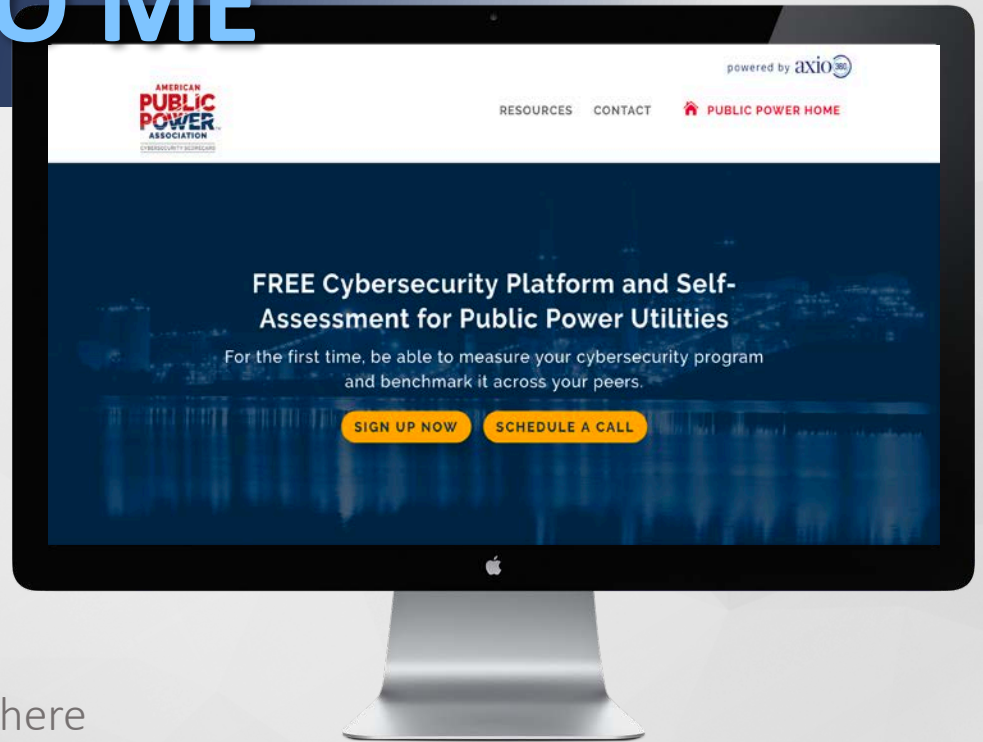 O ME
powered by axio360
AMERICAN
PUBLIC
POWER
ASSOCIATION
CYBERSECURITY SCORECARD
RESOURCES CONTACT PUBLIC POWER HOME
FREE Cybersecurity Platform and Self-
Assessment for Public Power Utilities
For the first time, be able to measure your cybersecurity program
and benchmark it across your peers.
SIGN UP NOW SCHEDULE A CALL
here